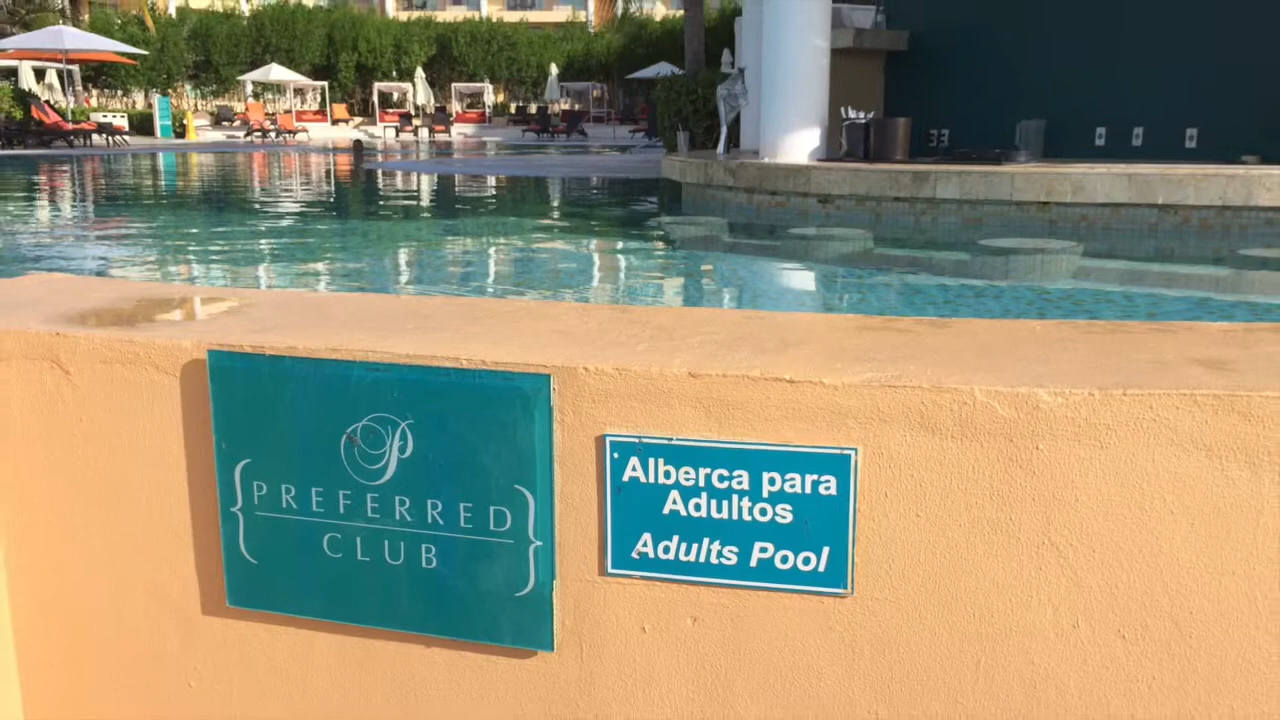 P
PREFERRED
CLUB
Alberca para
Adultos
Adults Pool